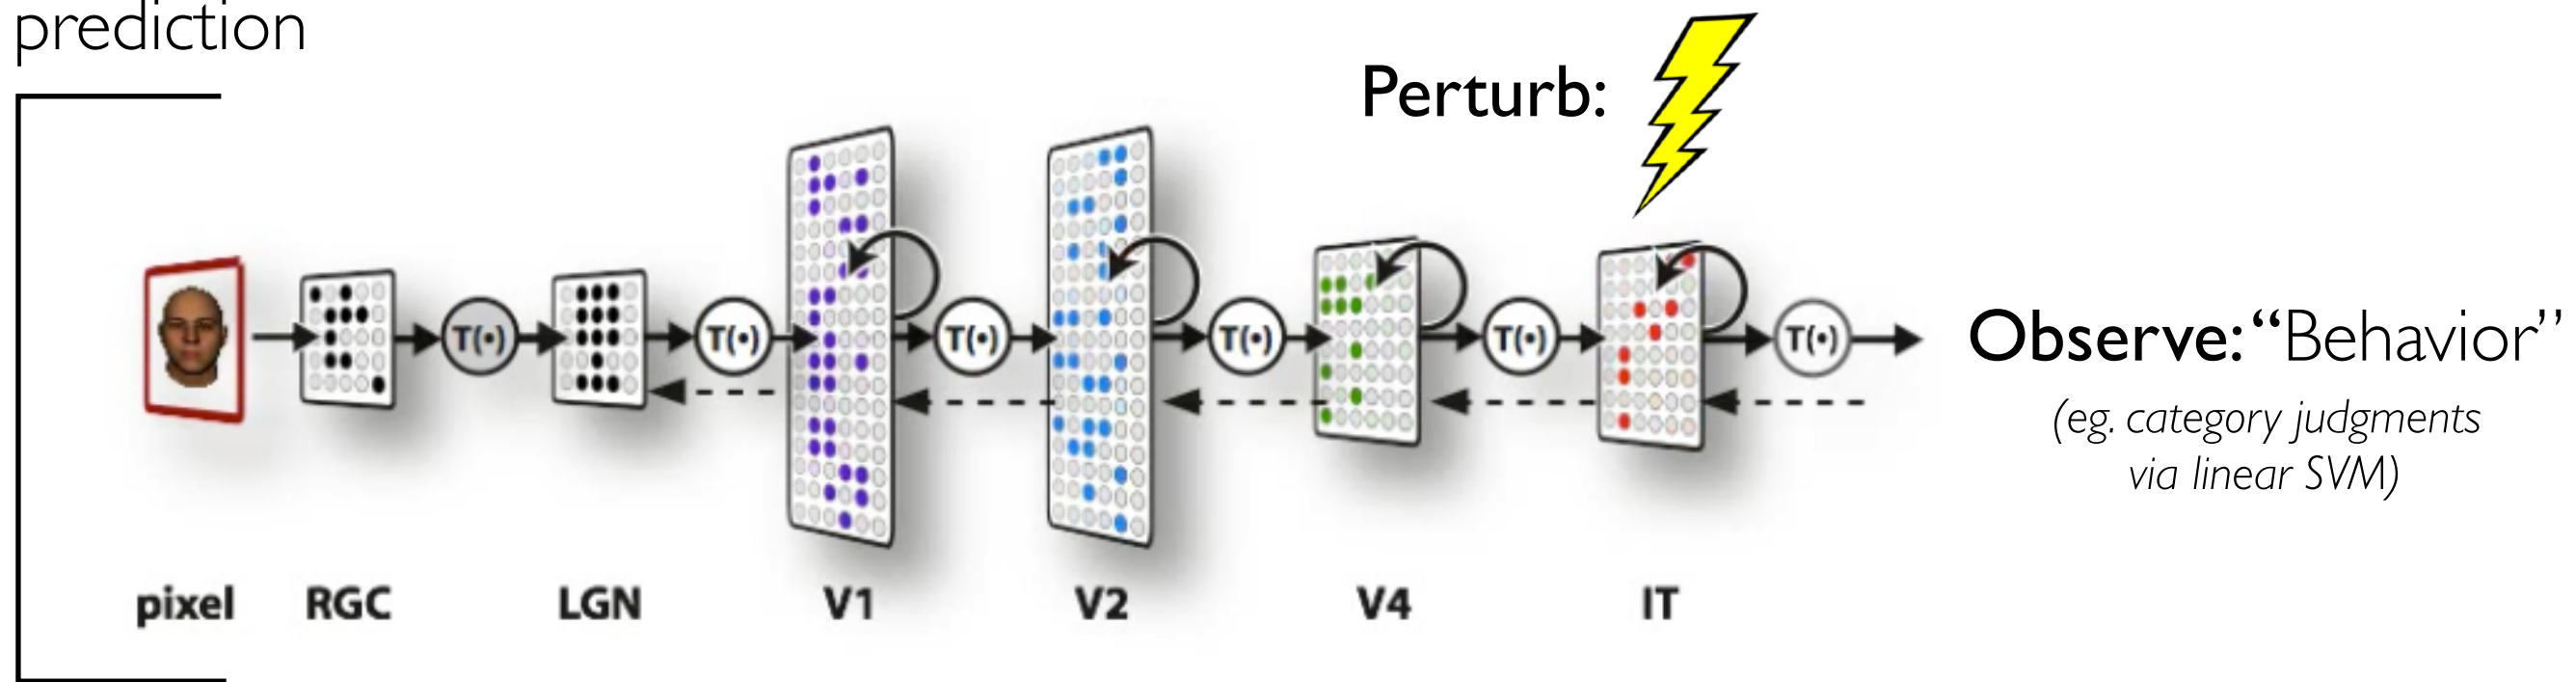 prediction
Perturb:
T(•) T(•) T(•) T(•) T(•) T(•)
Observe: “Behavior”
(eg. category judgments
via linear SVM)
pixel RGC LGN V1 V2 V4 IT